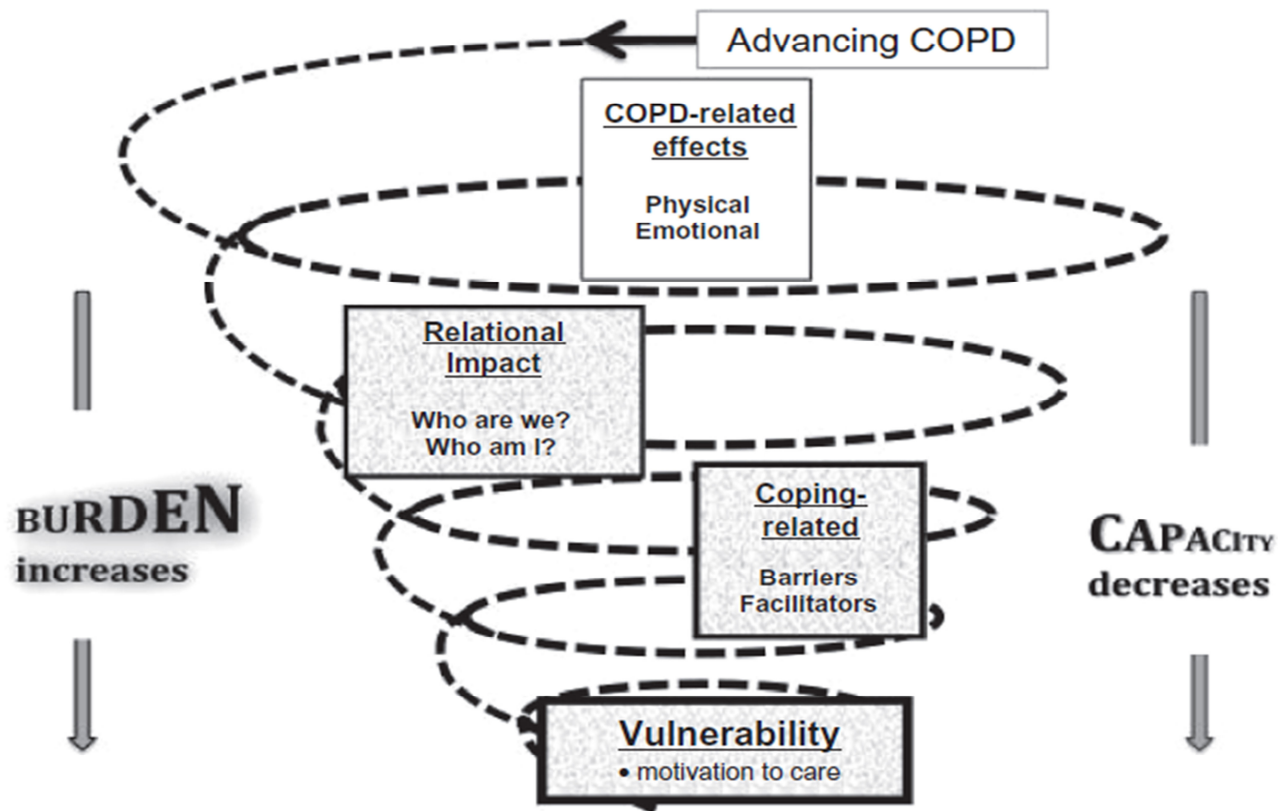 Advancing COPD
COPD-related
effects
Physical
Emotional
Relational
Impact
Who are we?
Who am I?
Coping-
related
Barriers
Facilitators
BURDEN
increases
CAPACITY
decreases
Vulnerability
• motivation to care